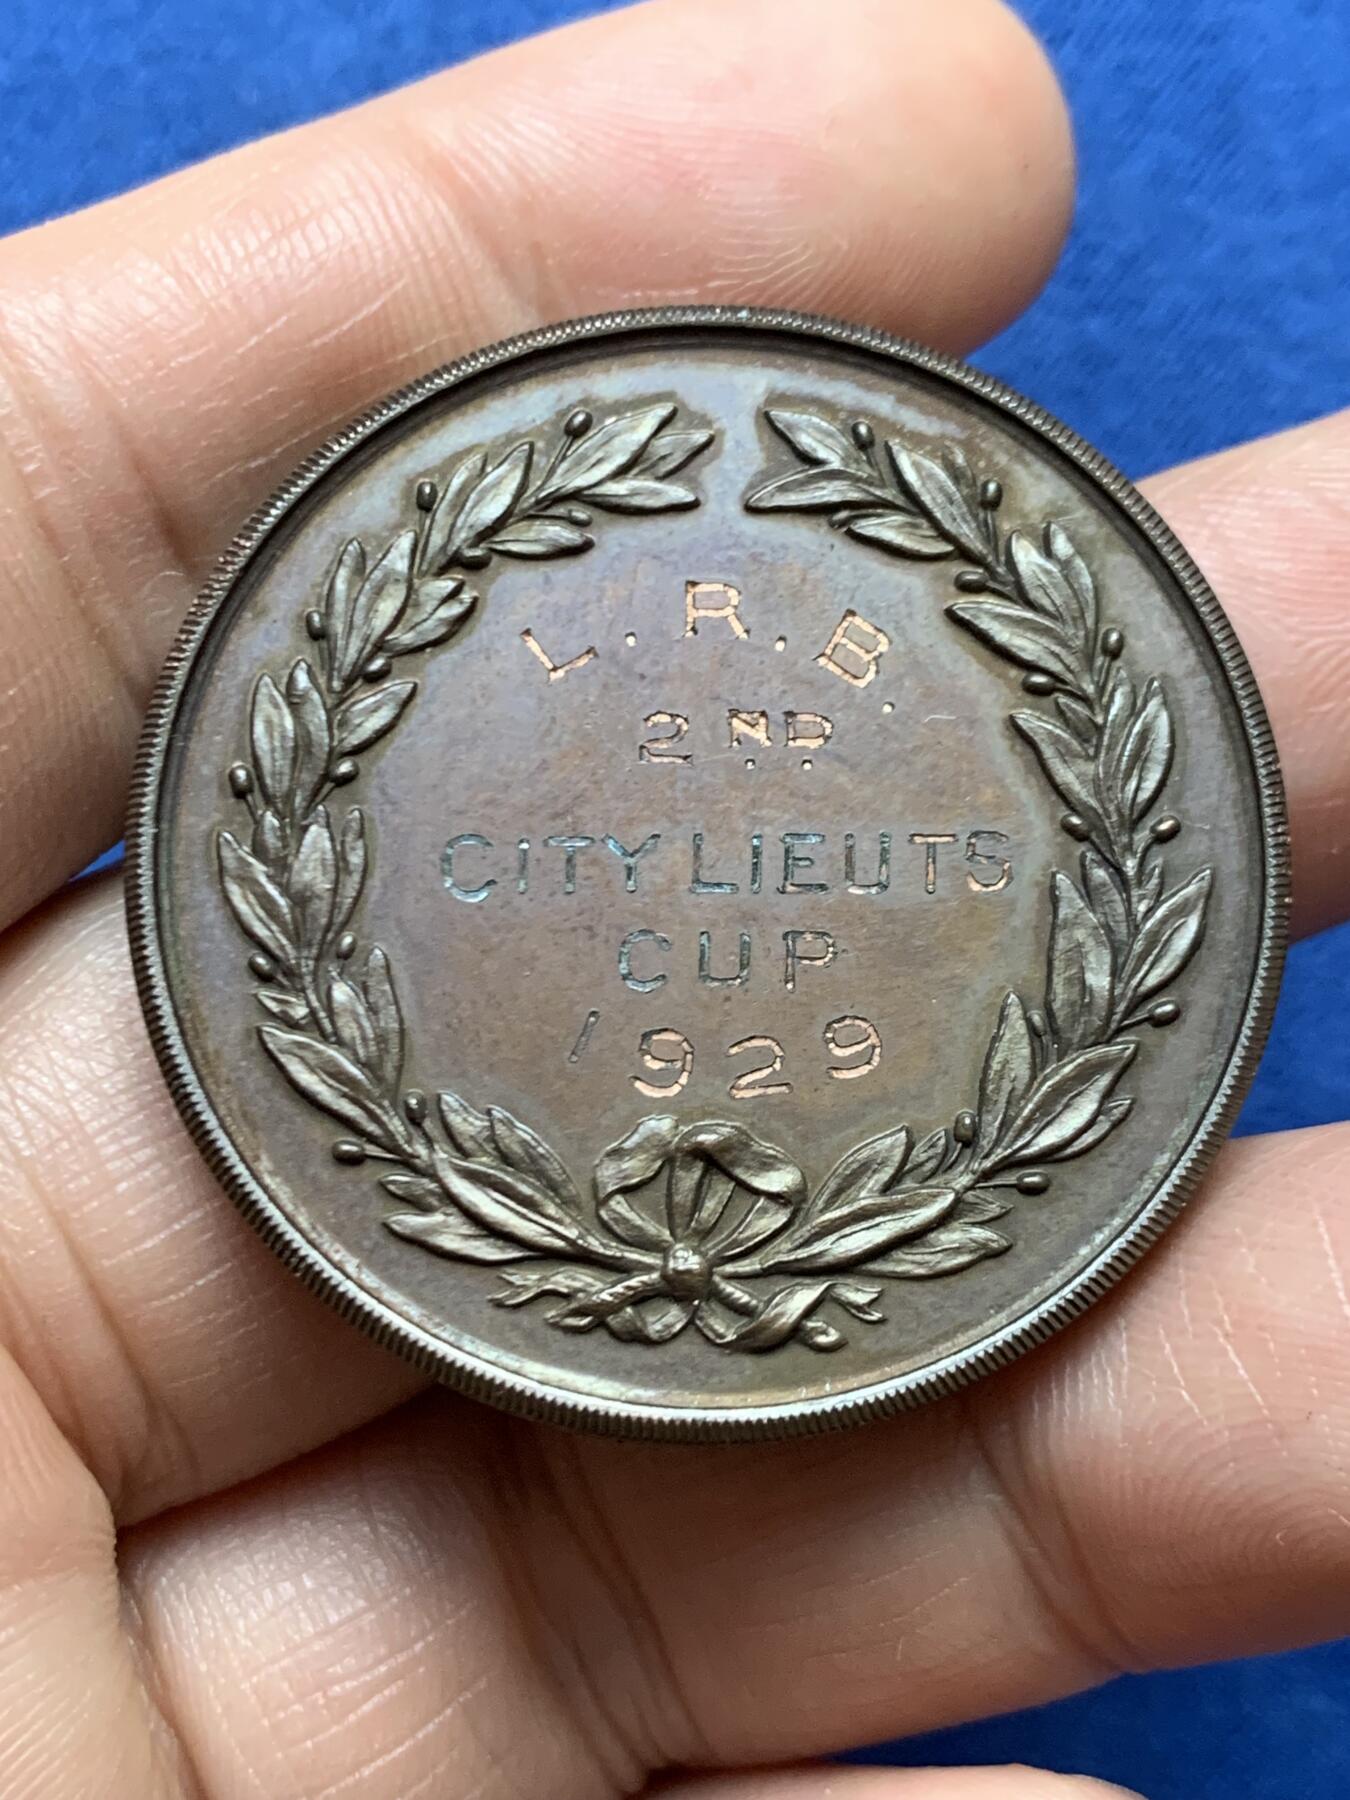 L.R.B.
2ND
CITY LIEUTS
CUP
1929